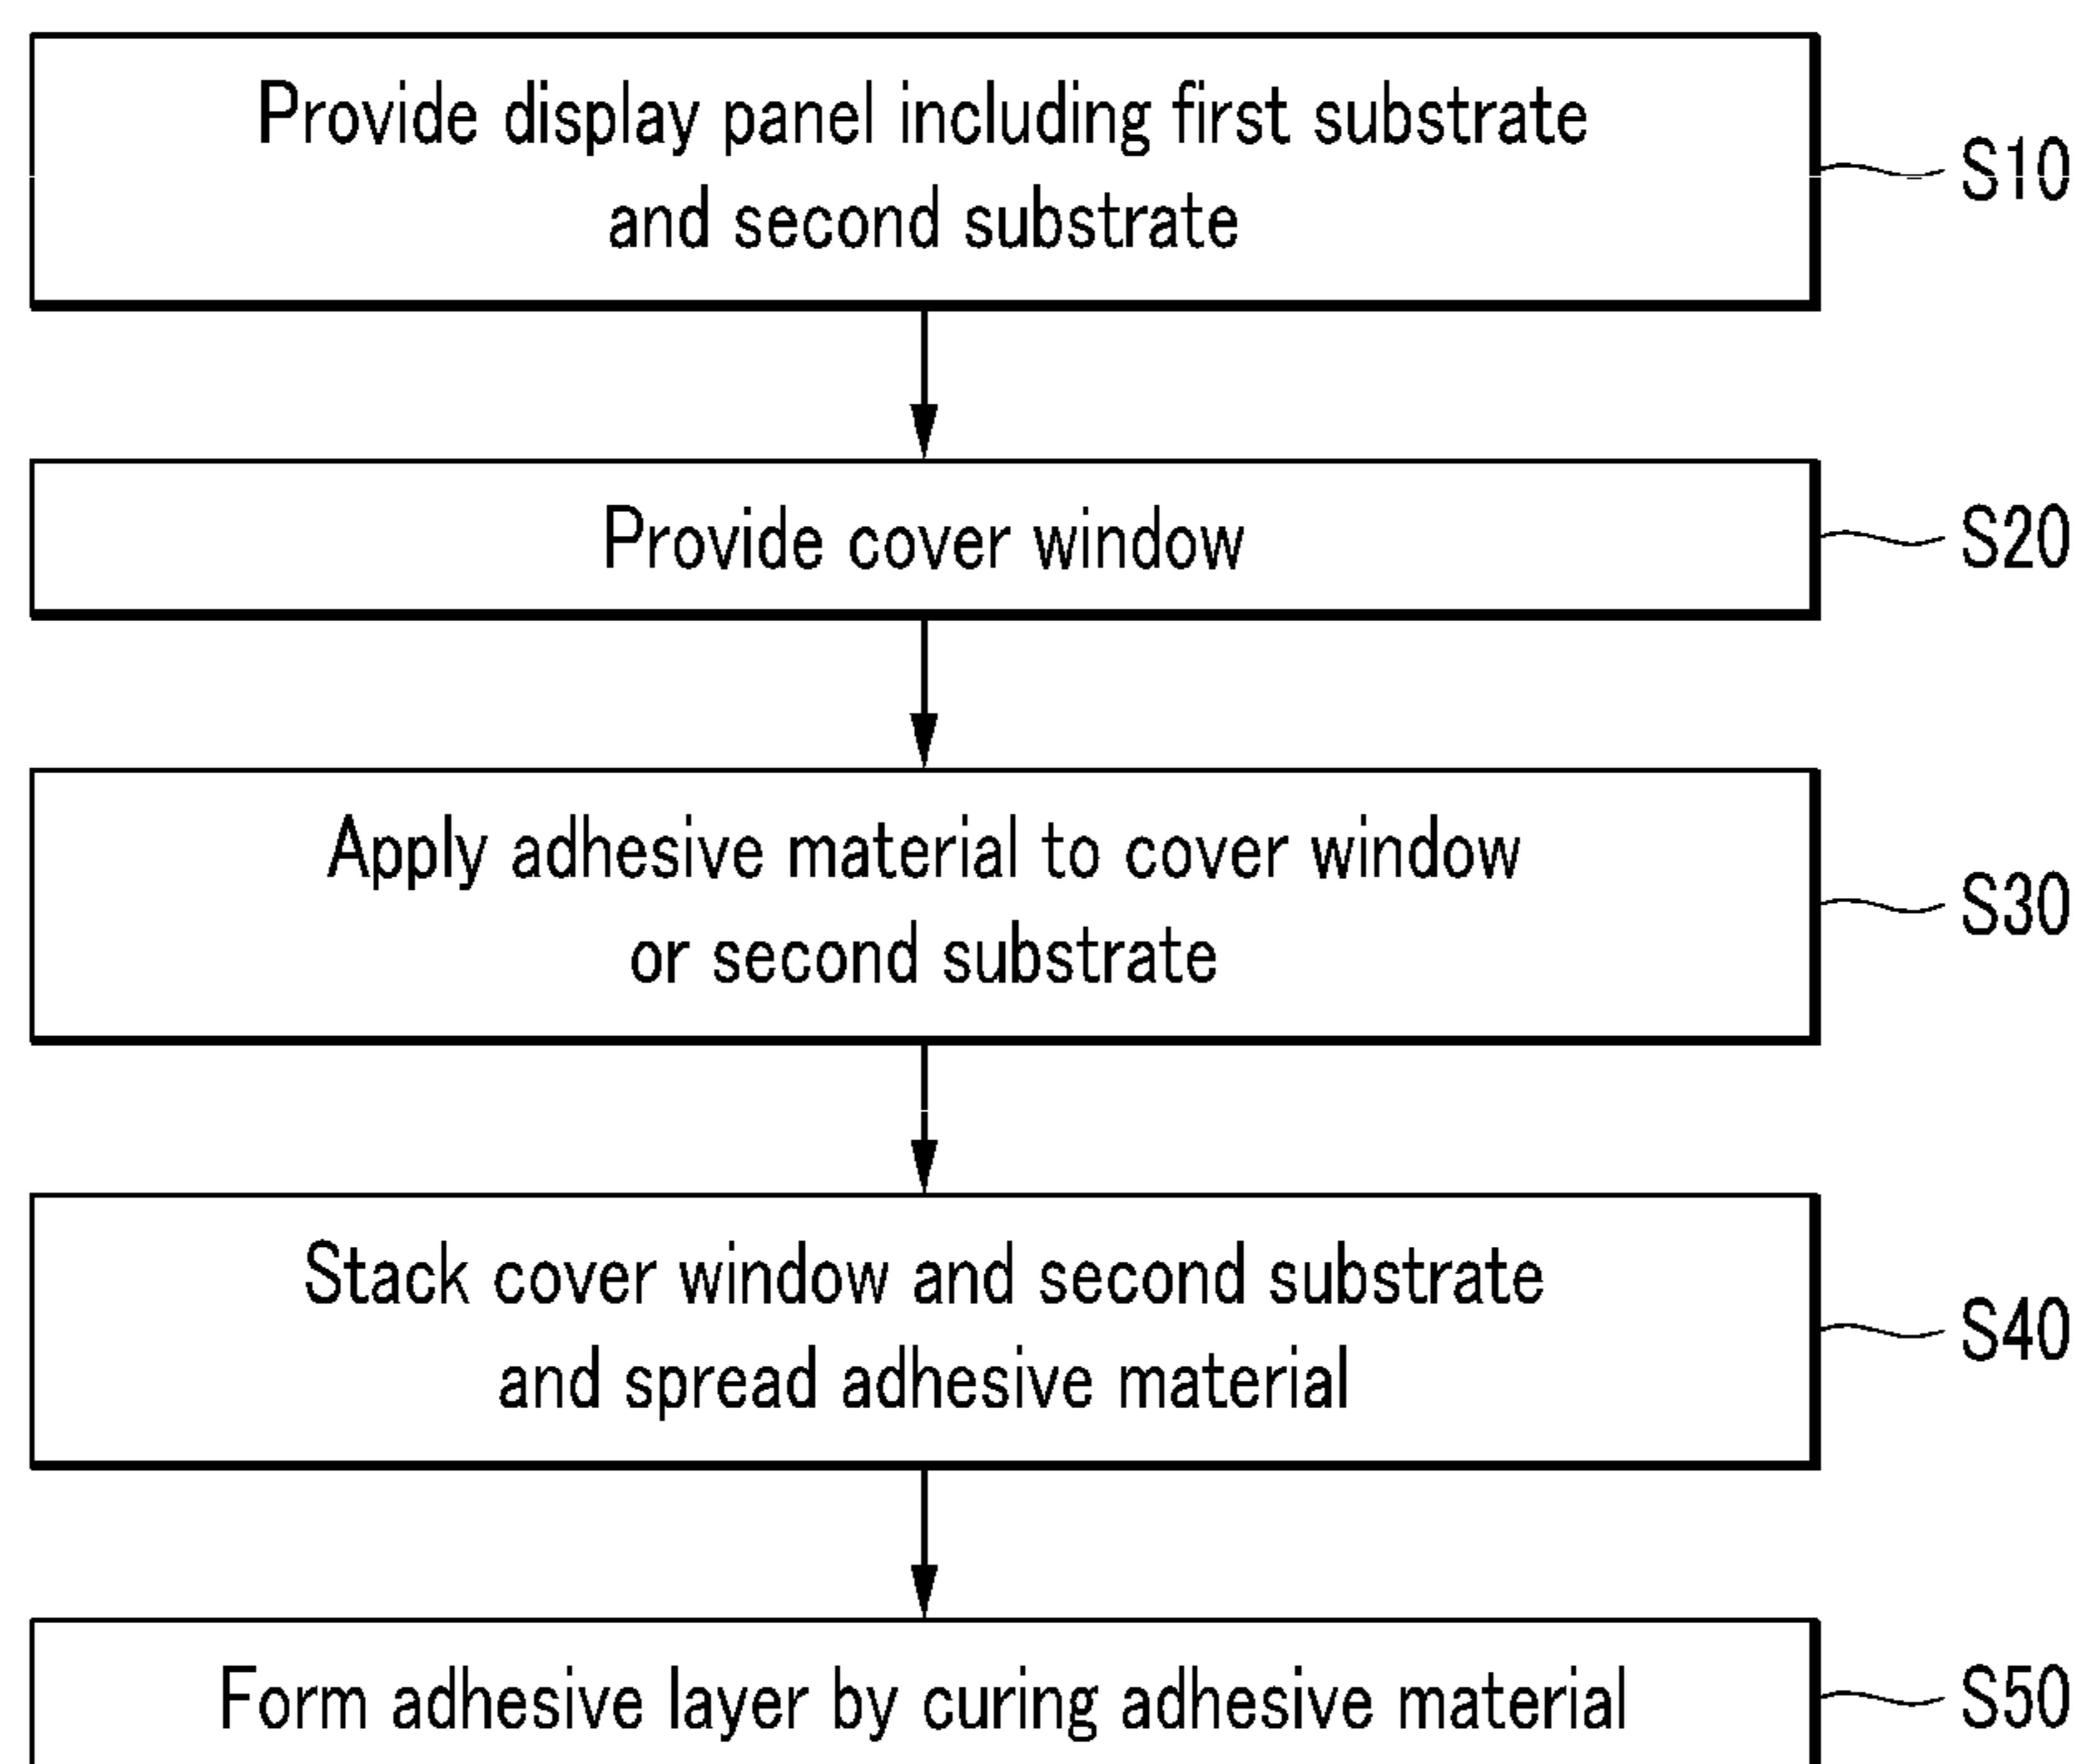 Provide display panel including first substrate
and second substrate
S10
Provide cover window
S20
Apply adhesive material to cover window
or second substrate
S30
Stack cover window and second substrate
and spread adhesive material
S40
Form adhesive layer by curing adhesive material
S50